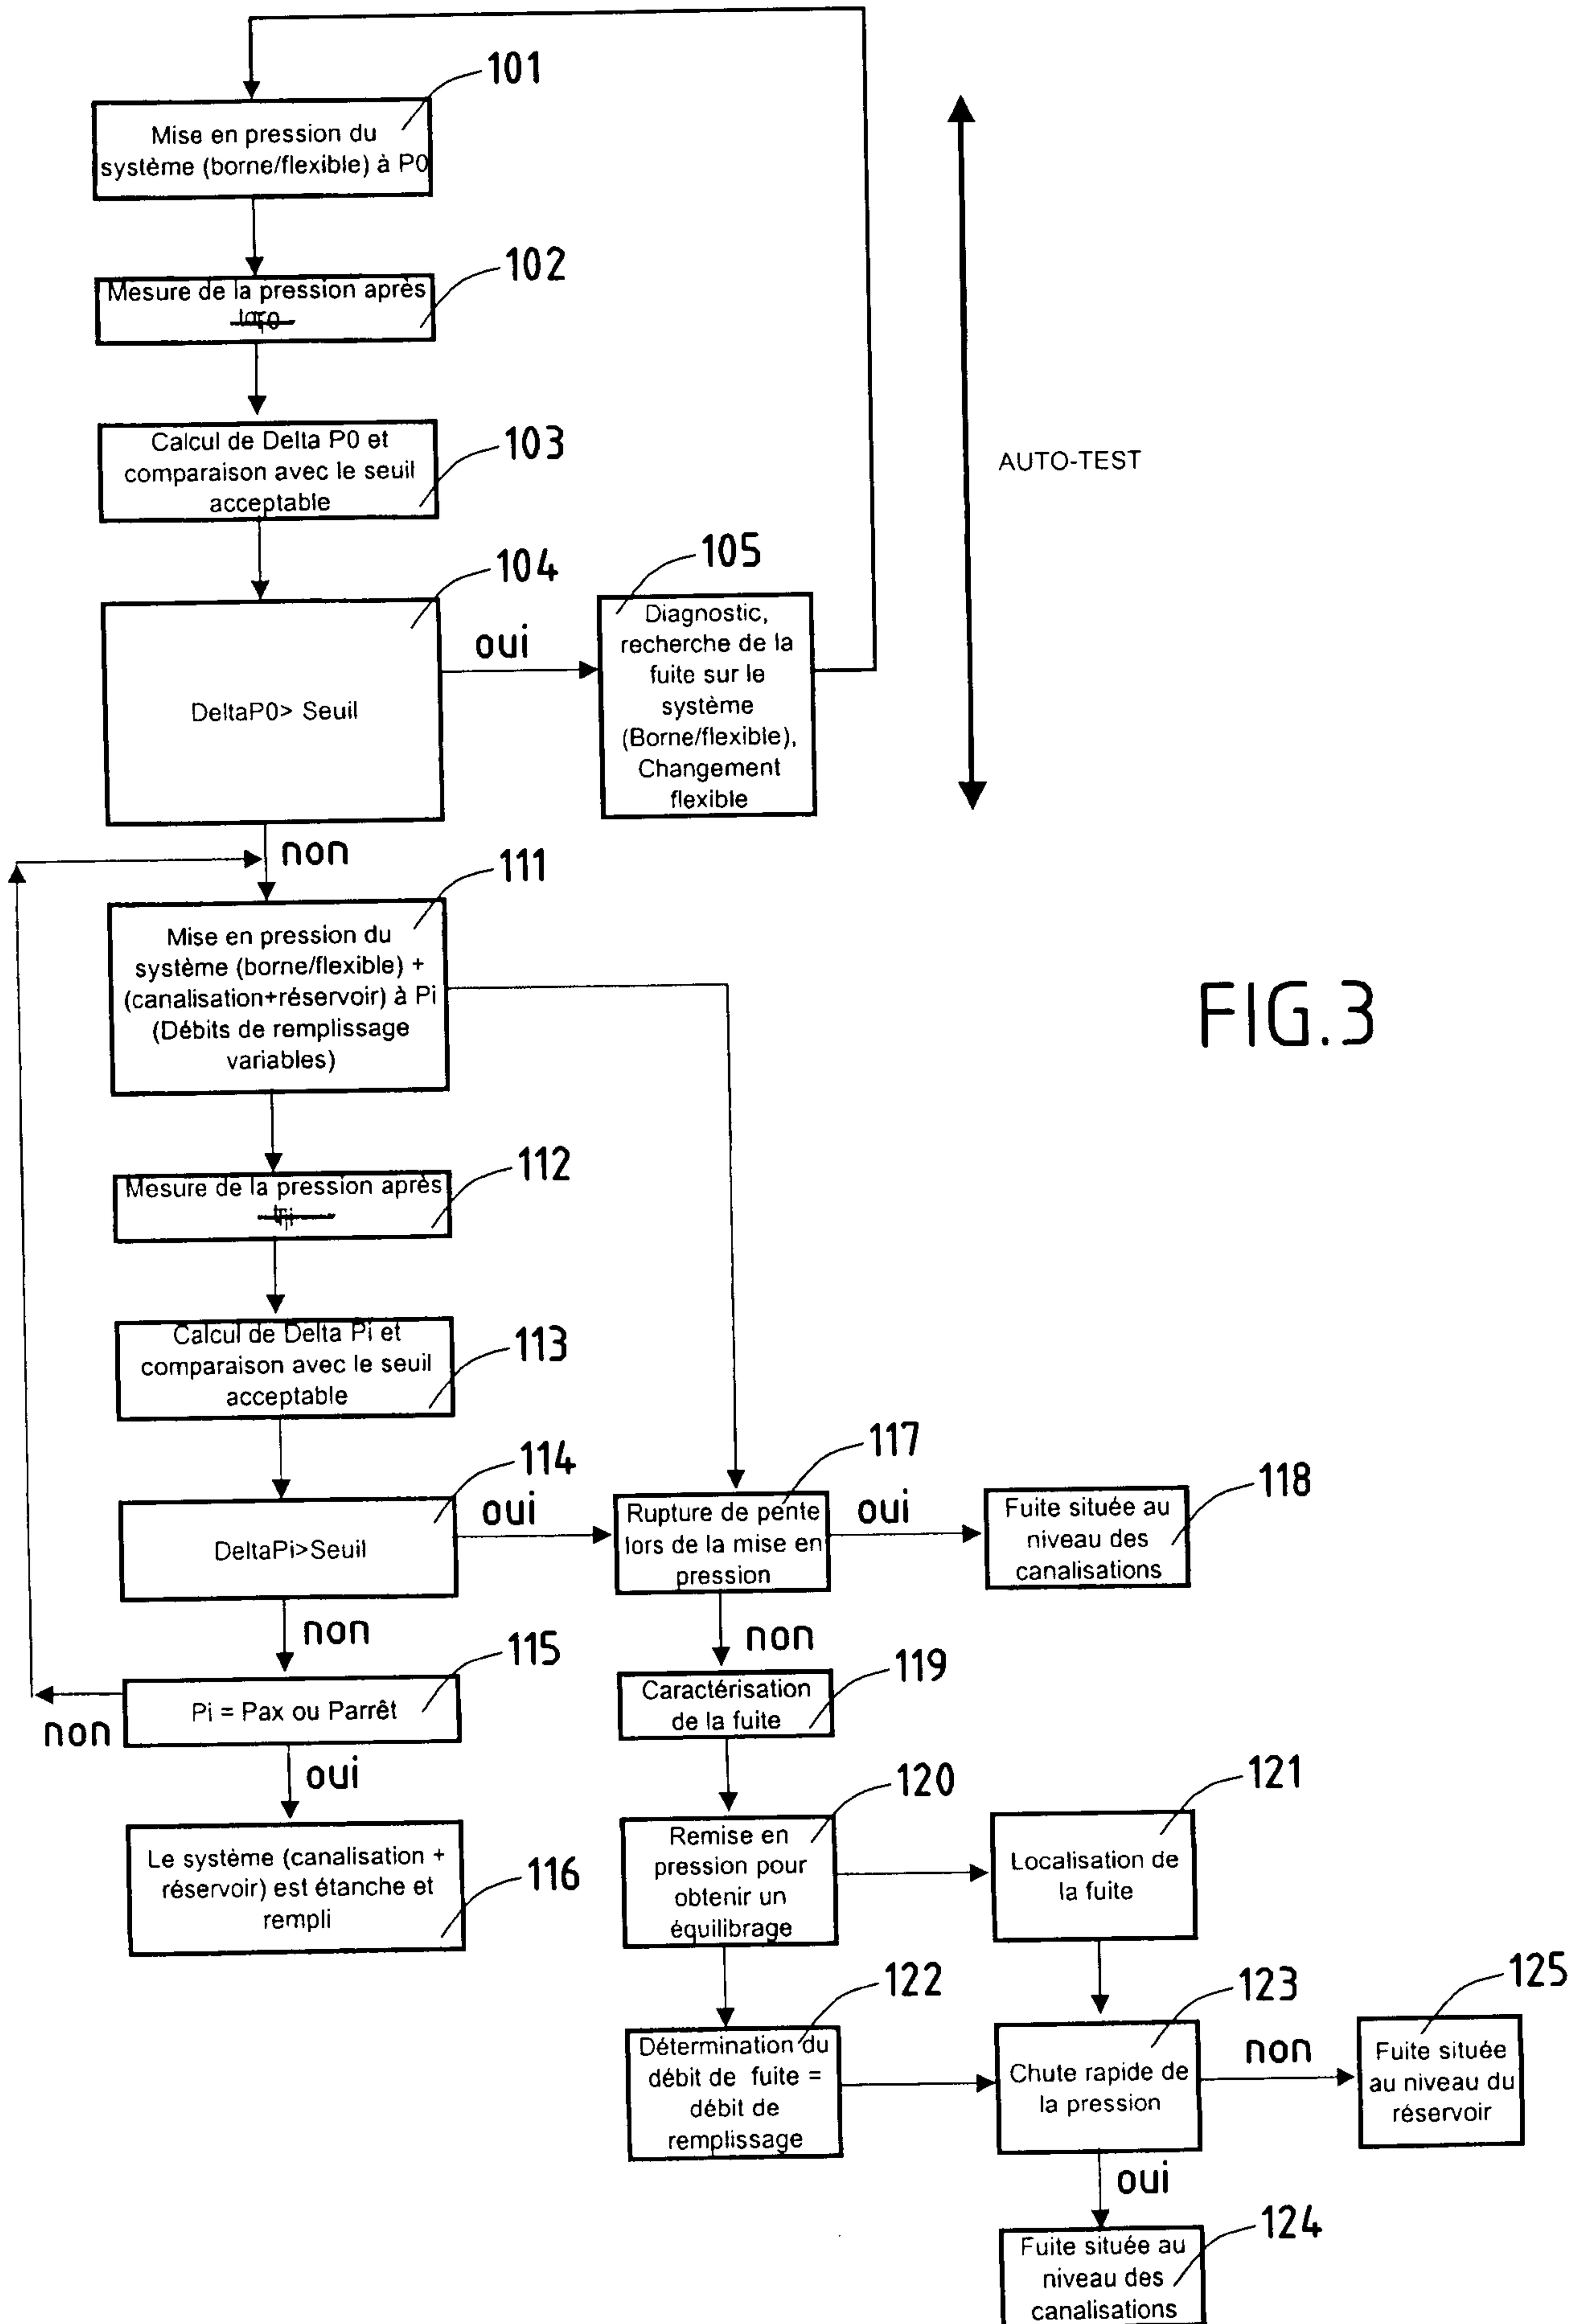 101
Mise en pression du
système (borne/flexible) à P0
102
Mesure de la pression après
103
Calcul de Delta P0 et
comparaison avec le seuil
acceptable
AUTO-TEST
104
DeltaP0> Seuil
oui
105
Diagnostic,
recherche de la
fuite sur le
système
(Borne/flexible),
Changement
flexible
non
111
Mise en pression du
système (borne/flexible) +
(canalisation+réservoir) à Pi
(Débits de remplissage
variables)
FIG.3
112
Mesure de la pression après
113
Calcul de Delta Pi et
comparaison avec le seuil
acceptable
114
DeltaPi>Seuil
oui
117
Rupture de pente
lors de la mise en
pression
oui
118
Fuite située au
niveau des
canalisations
non
115
Pi = Pax ou Parrêt
non
oui
116
Le système (canalisation +
réservoir) est étanche et
rempli
non
119
Caractérisation
de la fuite
120
Remise en
pression pour
obtenir un
équilibrage
121
Localisation de
la fuite
122
Détermination du
débit de fuite =
débit de
remplissage
123
Chute rapide de
la pression
non
125
Fuite située
au niveau du
réservoir
oui
124
Fuite située au
niveau des
canalisations